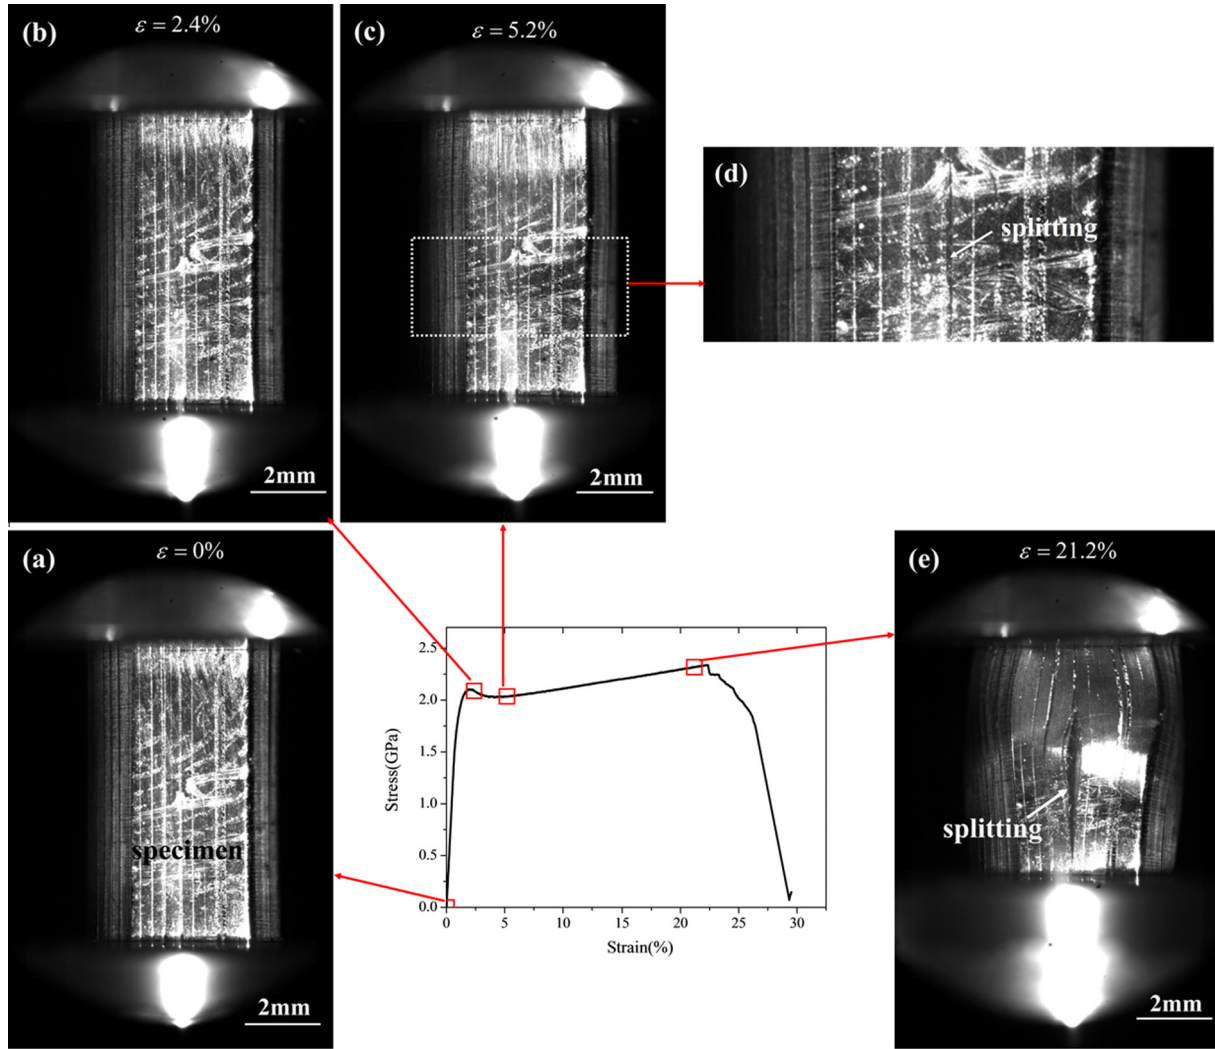 (b) ε = 2.4%
2mm
(c) ε = 5.2%
2mm
(d)
splitting
(a) ε = 0%
specimen
2mm
2.5
2.0
1.5
1.0
0.5
0.0
Stress(GPa)
0 5 10 15 20 25 30
Strain(%)
(e) ε = 21.2%
splitting
2mm